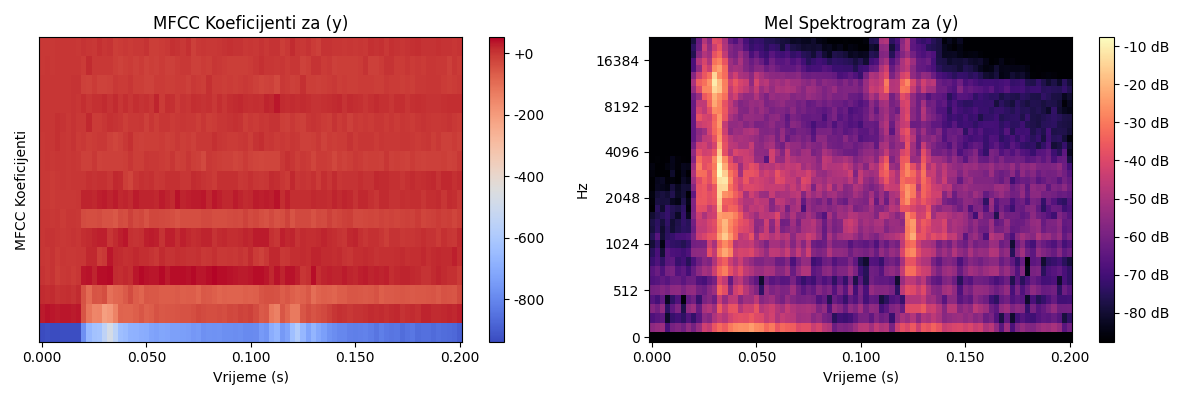 MFCC Koeficijenti za (y)
MFCC Koeficijenti
+0
-200
-400
-600
-800
0.000 0.050 0.100 0.150 0.200
Vrijeme (s)
Mel Spektrogram za (y)
Hz
16384
8192
4096
2048
1024
512
0
-10 dB
-20 dB
-30 dB
-40 dB
-50 dB
-60 dB
-70 dB
-80 dB
0.000 0.050 0.100 0.150 0.200
Vrijeme (s)